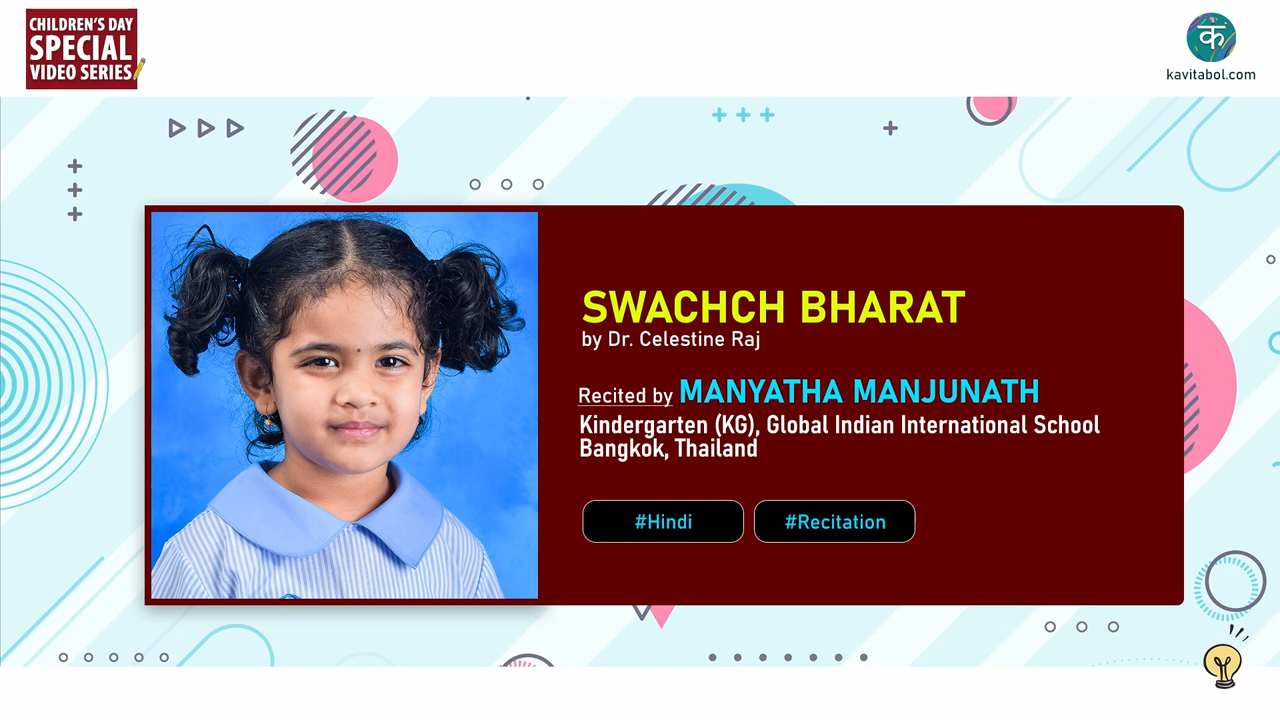 CHILDREN'S DAY
SPECIAL
VIDEO SERIES
क
kavitabol.com
SWACHCH BHARAT
by Dr. Celestine Raj
Recited by MANYATHA MANJUNATH
Kindergarten (KG), Global Indian International School
Bangkok, Thailand
#Hindi
#Recitation